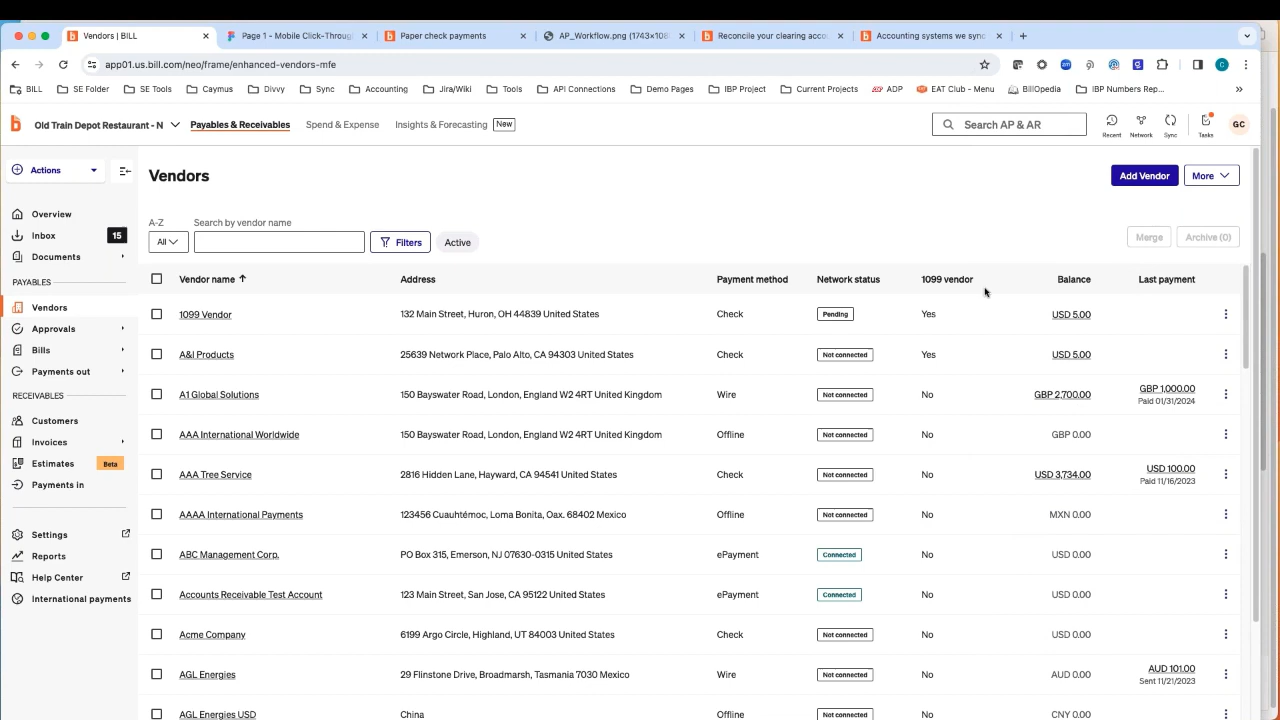 Vendors | BILL
Page 1 - Mobile Click-Throug
Paper check payments
AP_Workflow.png (1743×108
Reconcile your clearing acco
Accounting systems we sync
app01.us.bill.com/neo/frame/enhanced-vendors-mfe
BILL
SE Folder
SE Tools
Caymus
Divvy
Sync
Accounting
Jira/Wiki
Tools
API Connections
Demo Pages
IBP Project
Current Projects
ADP
EAT Club - Menu
BillOpedia
IBP Numbers Rep...
Old Train Depot Restaurant - N
Payables & Receivables
Spend & Expense
Insights & Forecasting New
Search AP & AR
Recent
Network
Sync
Tasks
GC
Actions
Overview
Inbox 15
Documents
PAYABLES
Vendors
Approvals
Bills
Payments out
RECEIVABLES
Customers
Invoices
Estimates Beta
Payments in
Settings
Reports
Help Center
International payments
Vendors
Add Vendor
More
A-Z
Search by vendor name
All
Filters
Active
Merge
Archive (0)
Vendor name Address Payment method Network status 1099 vendor Balance Last payment
1099 Vendor 132 Main Street, Huron, OH 44839 United States Check Pending Yes USD 5.00
A&I Products 25639 Network Place, Palo Alto, CA 94303 United States Check Not connected Yes USD 5.00
A1 Global Solutions 150 Bayswater Road, London, England W2 4RT United Kingdom Wire Not connected No GBP 2,700.00 GBP 1,000.00
Paid 01/31/2024
AAA International Worldwide 150 Bayswater Road, London, England W2 4RT United Kingdom Offline Not connected No GBP 0.00
AAA Tree Service 2816 Hidden Lane, Hayward, CA 94541 United States Check Not connected No USD 3,734.00 USD 100.00
Paid 11/16/2023
AAAA International Payments 123456 Cuauhtémoc, Loma Bonita, Oax. 68402 Mexico Offline Not connected No MXN 0.00
ABC Management Corp. PO Box 315, Emerson, NJ 07630-0315 United States ePayment Connected No USD 0.00
Accounts Receivable Test Account 123 Main Street, San Jose, CA 95122 United States ePayment Connected No USD 0.00
Acme Company 6199 Argo Circle, Highland, UT 84003 United States Check Not connected No USD 0.00
AGL Energies 29 Flinstone Drive, Broadmarsh, Tasmania 7030 Mexico Wire Not connected No AUD 0.00 AUD 101.00
Sent 11/21/2023
AGL Energies USD China Offline Not connected No CNY 0.00